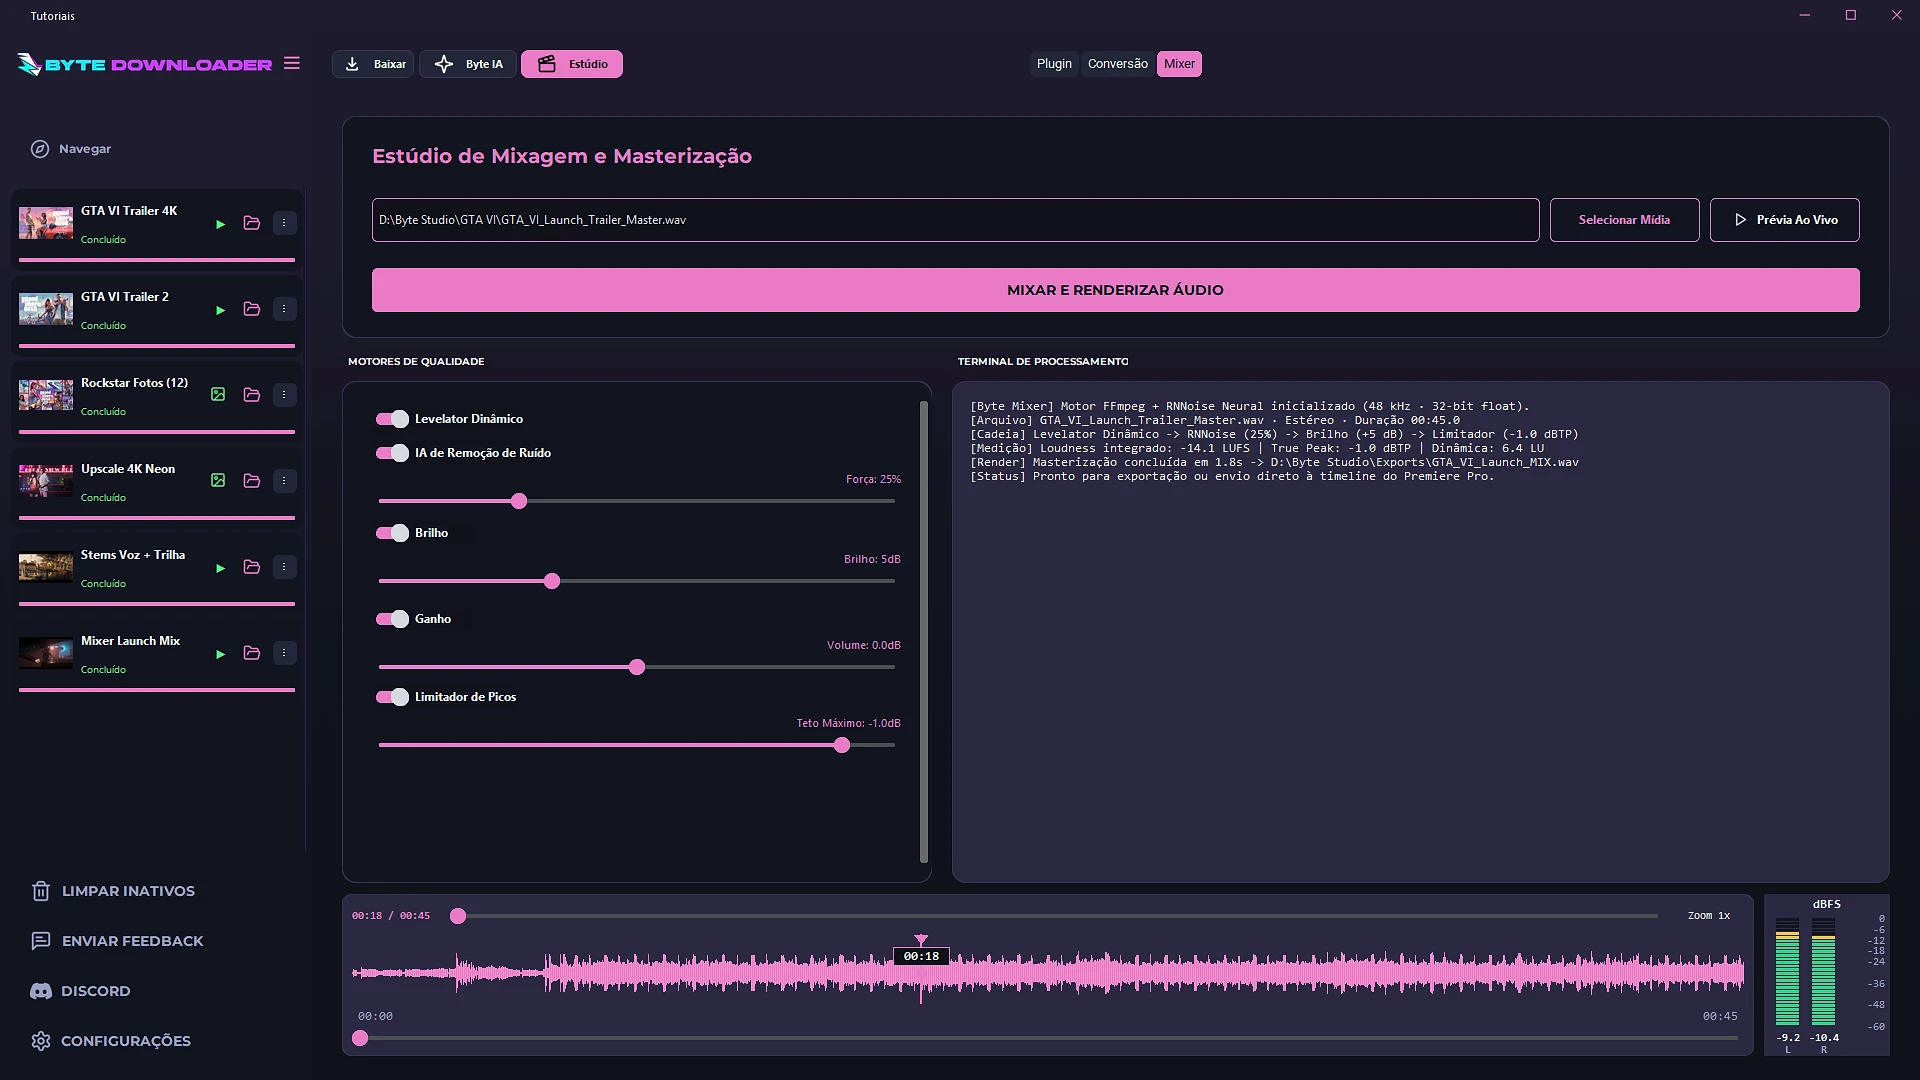 Tutoriais
BYTE DOWNLOADER
Baixar
Byte IA
Estúdio
Plugin
Conversão
Mixer
Navegar
GTA VI Trailer 4K
Concluído
GTA VI Trailer 2
Concluído
Rockstar Fotos (12)
Concluído
Upscale 4K Neon
Concluído
Stems Voz + Trilha
Concluído
Mixer Launch Mix
Concluído
LIMPAR INATIVOS
ENVIAR FEEDBACK
DISCORD
CONFIGURAÇÕES
Estúdio de Mixagem e Masterização
D:\Byte Studio\GTA VI\GTA_VI_Launch_Trailer_Master.wav
Selecionar Mídia
Prévia Ao Vivo
MIXAR E RENDERIZAR ÁUDIO
MOTORES DE QUALIDADE
Levelator Dinâmico
IA de Remoção de Ruído
Força: 25%
Brilho
Brilho: 5dB
Ganho
Volume: 0.0dB
Limitador de Picos
Teto Máximo: -1.0dB
TERMINAL DE PROCESSAMENTO
[Byte Mixer] Motor FFmpeg + RNNoise Neural inicializado (48 kHz · 32-bit float).
[Arquivo] GTA_VI_Launch_Trailer_Master.wav · Estéreo · Duração 00:45.0
[Cadeia] Levelator Dinâmico -> RNNoise (25%) -> Brilho (+5 dB) -> Limitador (-1.0 dBTP)
[Medição] Loudness integrado: -14.1 LUFS | True Peak: -1.0 dBTP | Dinâmica: 6.4 LU
[Render] Masterização concluída em 1.8s -> D:\Byte Studio\Exports\GTA_VI_Launch_MIX.wav
[Status] Pronto para exportação ou envio direto à timeline do Premiere Pro.
00:18 / 00:45
Zoom 1x
00:18
00:00
00:45
dBFS
0
-6
-12
-18
-24
-36
-48
-60
-9.2 -10.4
L R